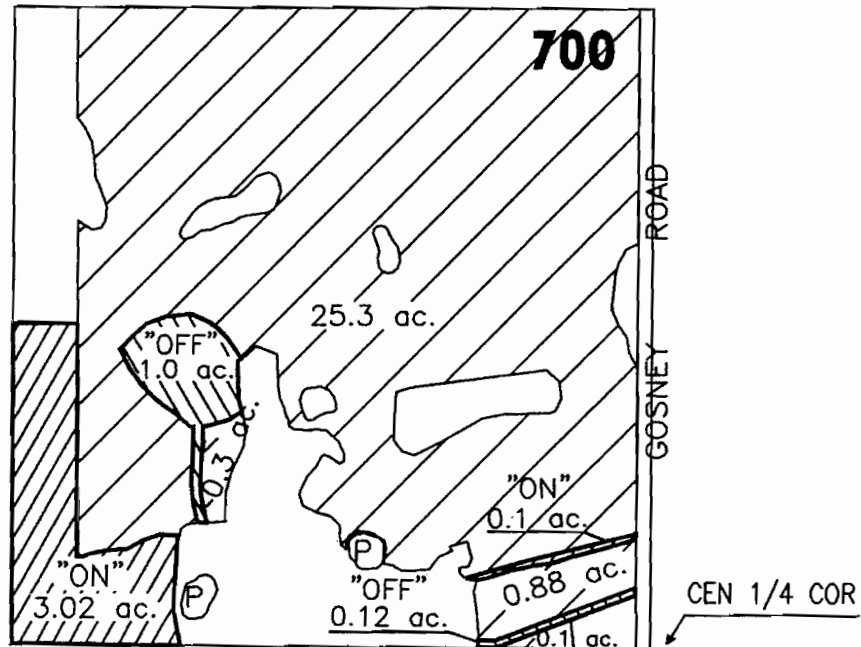 700
GOSNEY ROAD
25.3 ac.
"OFF"
1.0 ac.
0.3 ac.
"ON"
0.1 ac.
P
"ON"
3.02 ac.
P
"OFF"
0.12 ac.
0.88 ac.
0.1 ac.
CEN 1/4 COR